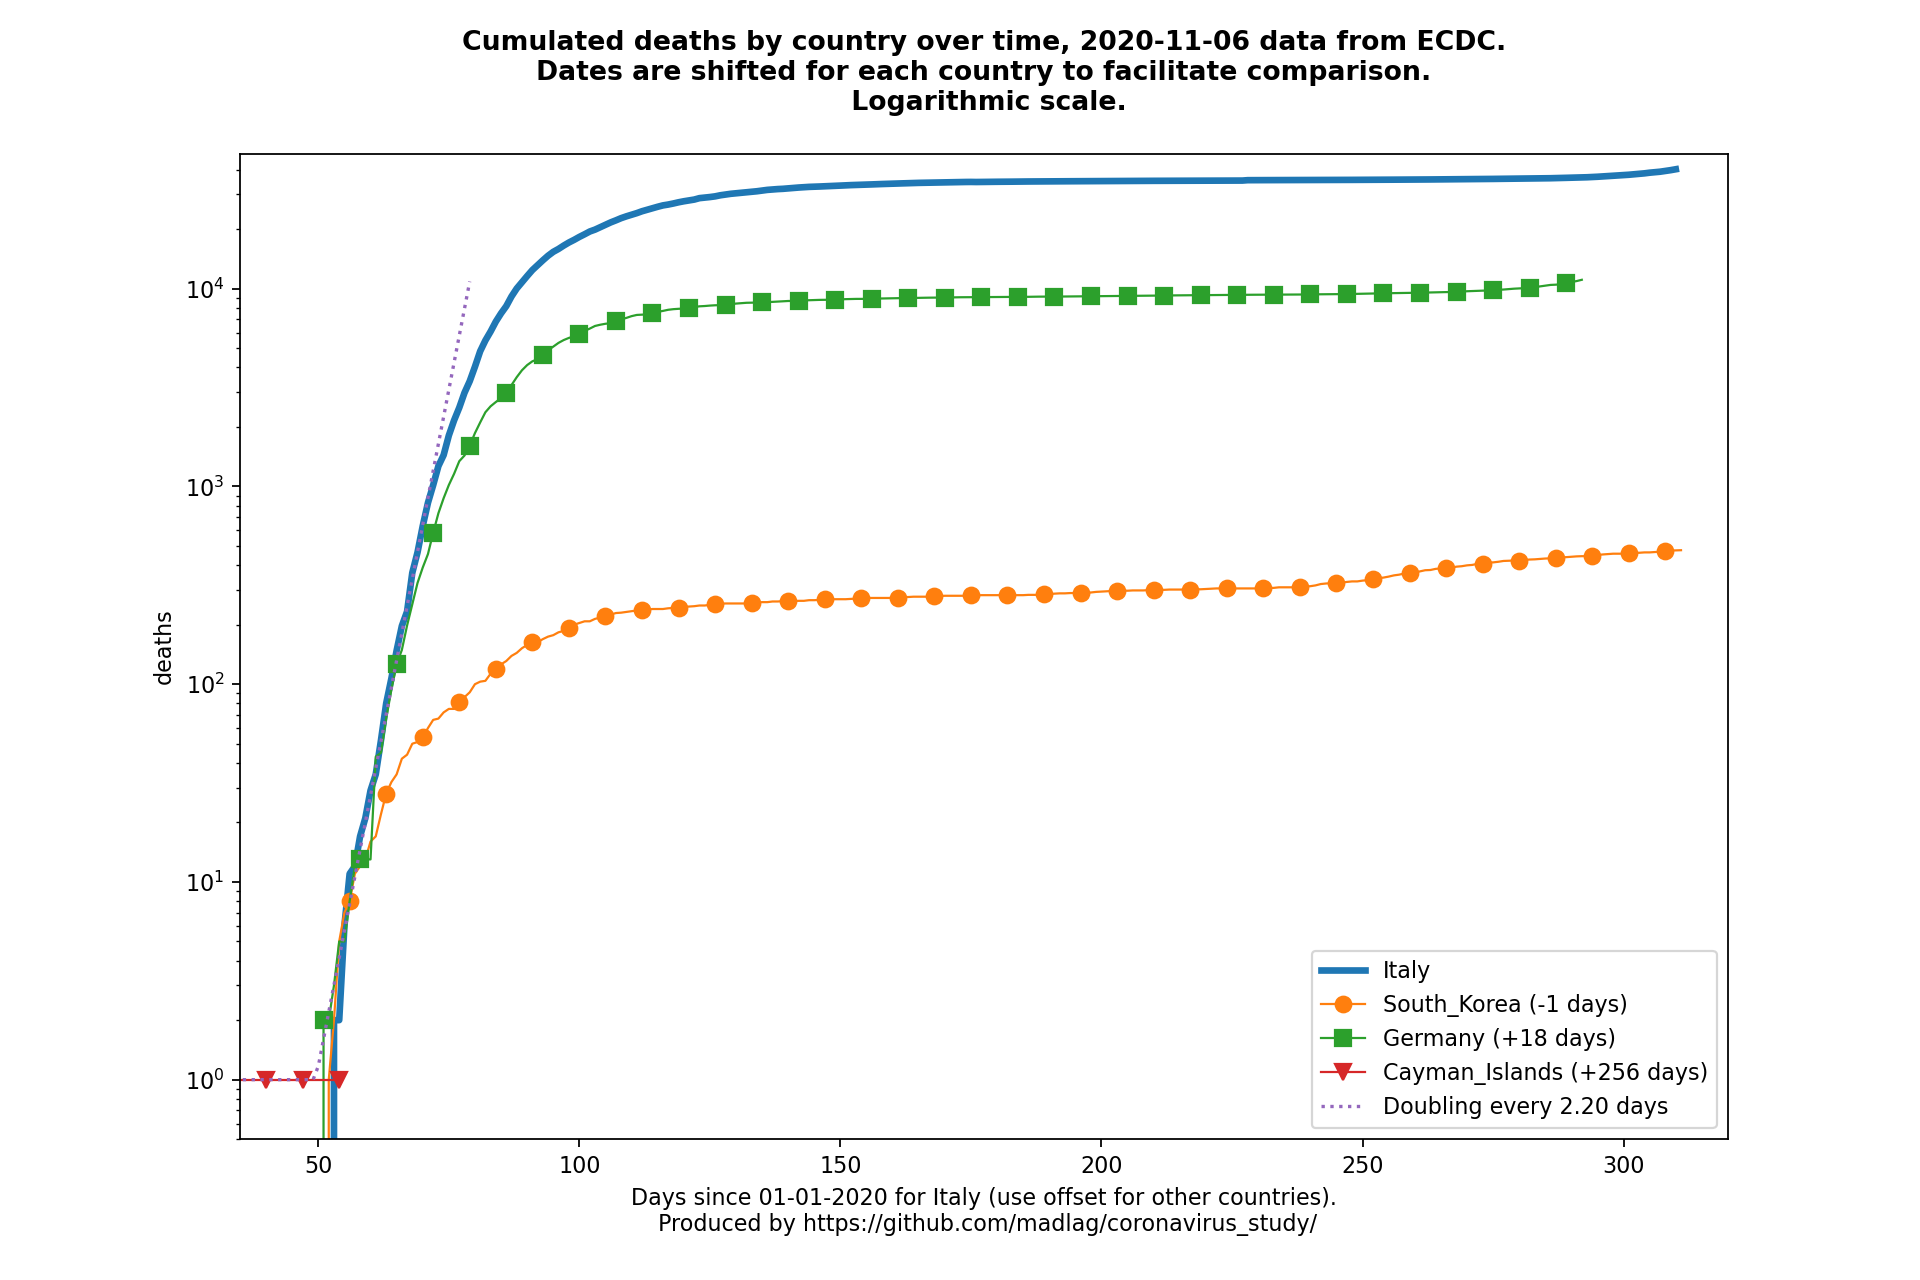 Cumulated deaths by country over time, 2020-11-06 data from ECDC.
Dates are shifted for each country to facilitate comparison.
Logarithmic scale.
deaths
10^4
10^3
10^2
10^1
10^0
50 100 150 200 250 300
Italy
South_Korea (-1 days)
Germany (+18 days)
Cayman_Islands (+256 days)
Doubling every 2.20 days
Days since 01-01-2020 for Italy (use offset for other countries).
Produced by https://github.com/madlag/coronavirus_study/